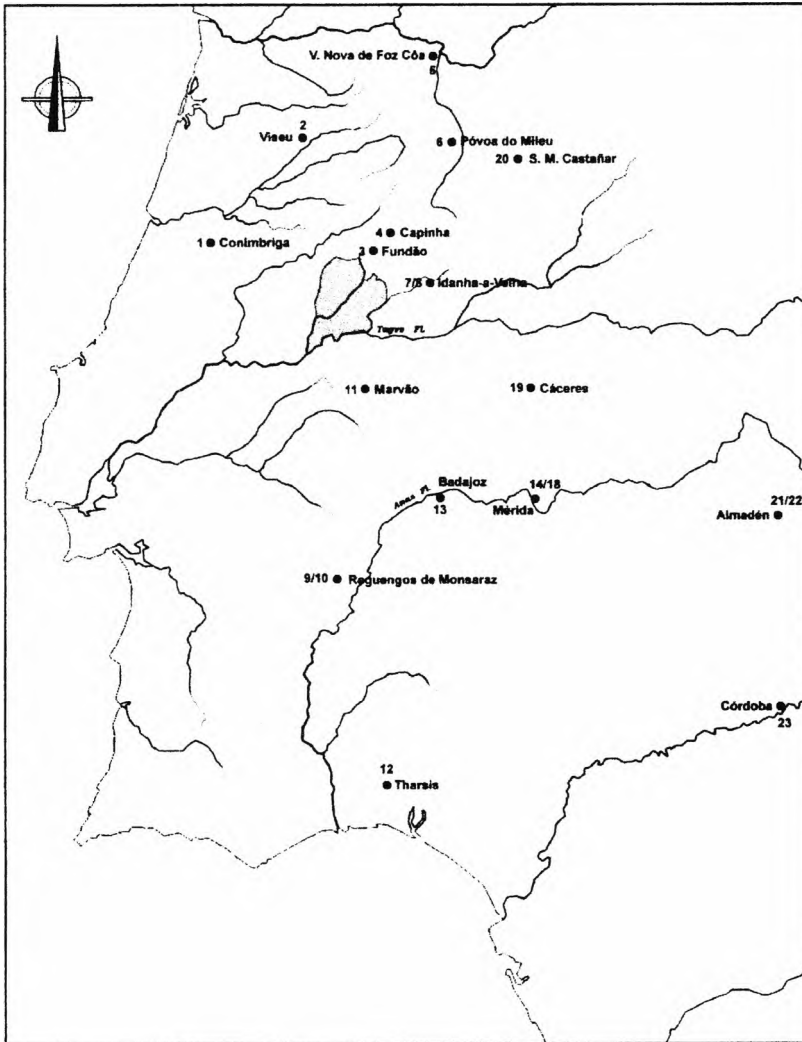 V. Nova de Foz Côa
5
2
Viseu
6 Póvoa do Mileu
20 S. M. Castañar
4 Capinha
1 Conimbriga
3 Fundão
7/8 Idanha-a-Velha
Tagvs Fl.
11 Marvão
19 Cáceres
Badajoz
14/18
Anas Fl.
21/22
13
Mérida
Almadén
9/10 Reguengos de Monsaraz
Córdoba
23
12
Tharsis